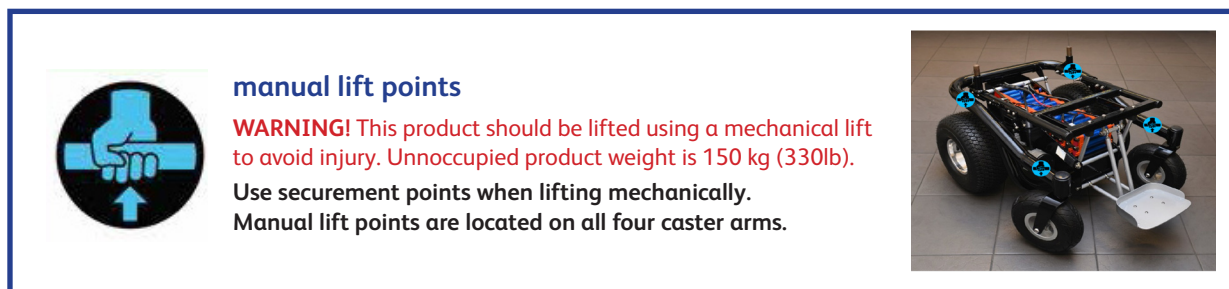 manual lift points
WARNING! This product should be lifted using a mechanical lift
to avoid injury. Unnoccupied product weight is 150 kg (330lb).
Use securement points when lifting mechanically.
Manual lift points are located on all four caster arms.